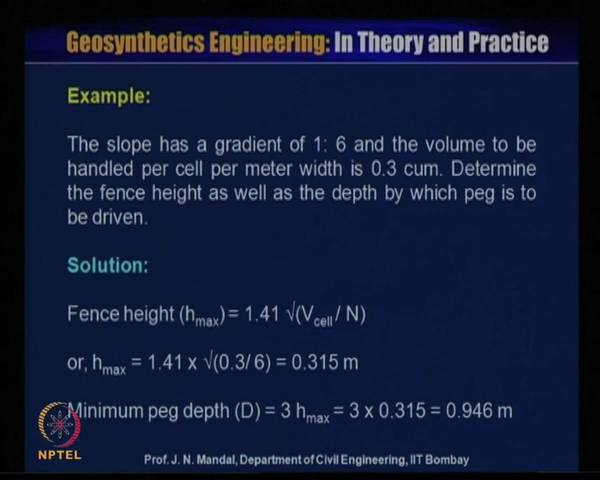 Geosynthetics Engineering: In Theory and Practice
Example:
The slope has a gradient of 1: 6 and the volume to be
handled per cell per meter width is 0.3 cum. Determine
the fence height as well as the depth by which peg is to
be driven.
Solution:
Fence height (hmax) = 1.41 √(Vcell / N)
or, hmax = 1.41 x √(0.3/ 6) = 0.315 m
Minimum peg depth (D) = 3 hmax = 3 x 0.315 = 0.946 m
NPTEL
Prof. J. N. Mandal, Department of Civil Engineering, IIT Bombay